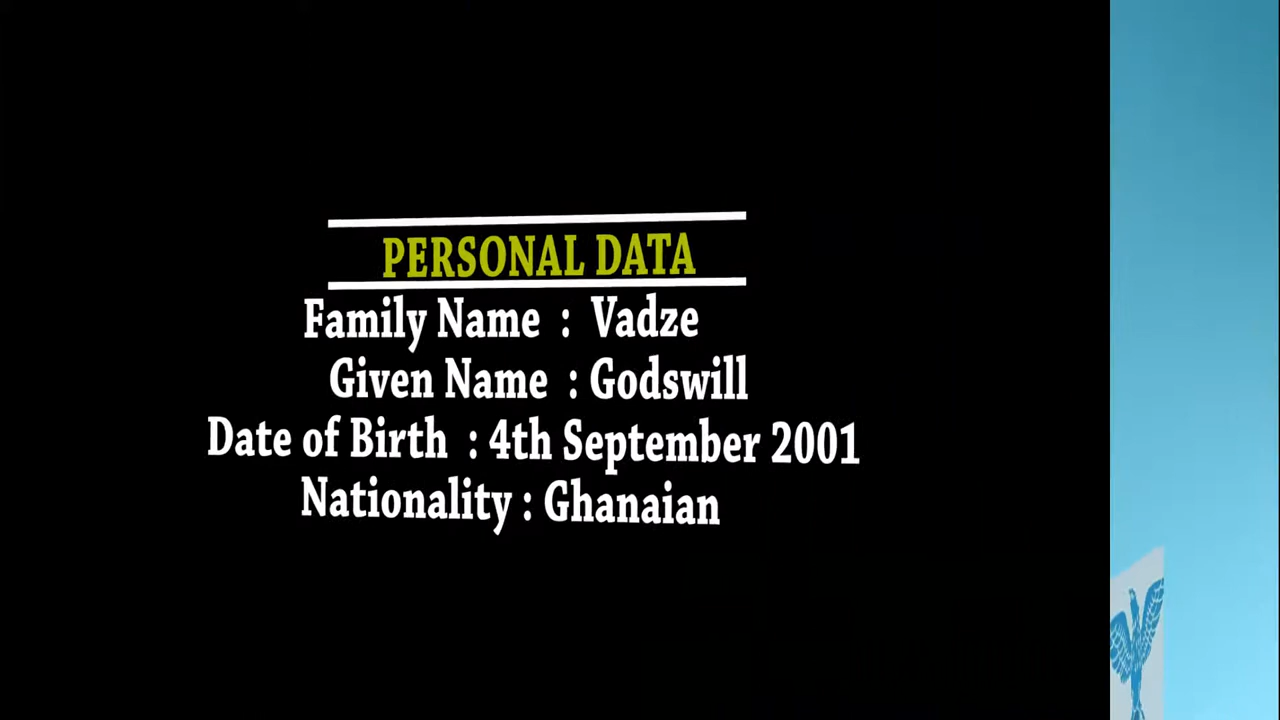 PERSONAL DATA
Family Name : Vadze
Given Name : Godswill
Date of Birth : 4th September 2001
Nationality : Ghanaian